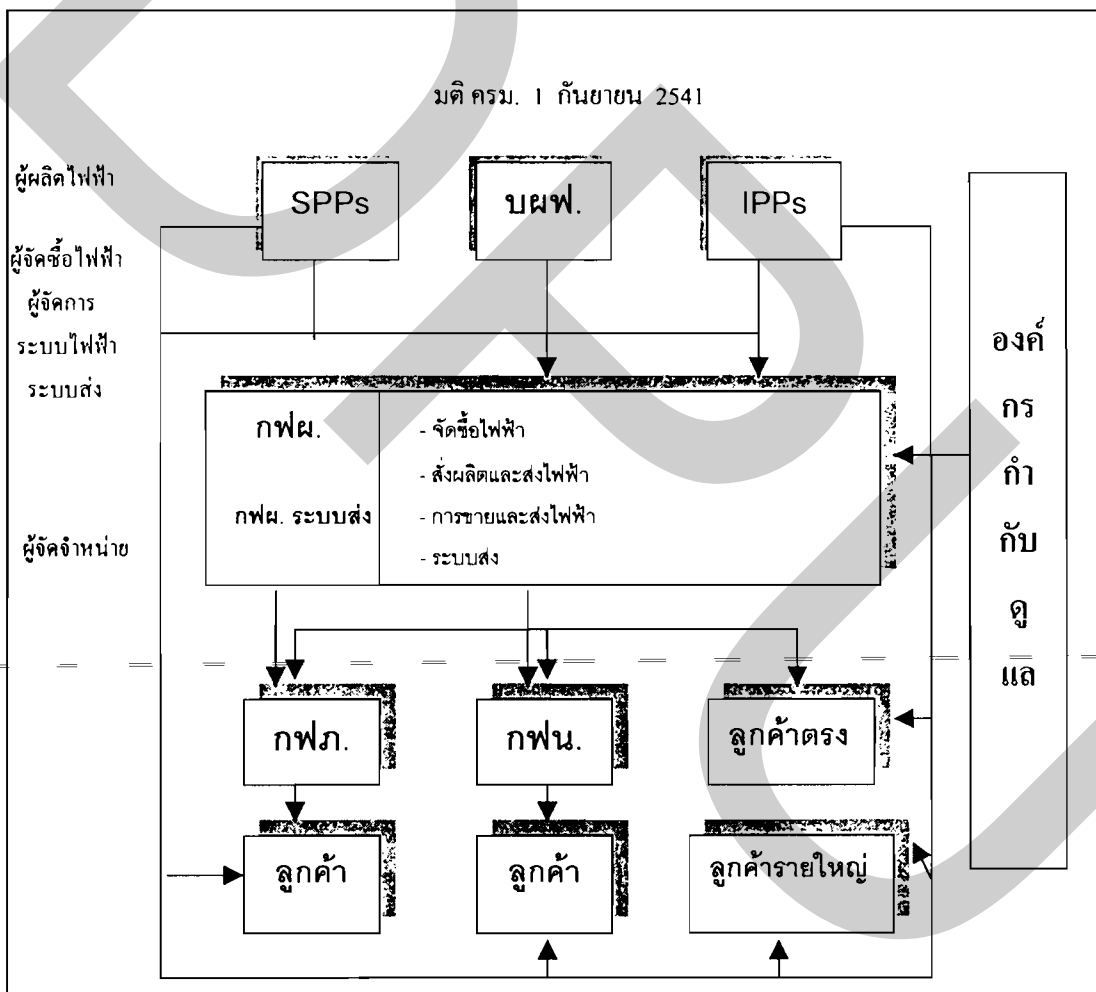 มติ ครม. 1 กันยายน 2541
ผู้ผลิตไฟฟ้า
SPPs
บผฟ.
IPPs
ผู้จัดซื้อไฟฟ้า
ผู้จัดการ
ระบบไฟฟ้า
ระบบส่ง
กฟผ.
- จัดซื้อไฟฟ้า
- สั่งผลิตและส่งไฟฟ้า
กฟผ. ระบบส่ง
- การขายและส่งไฟฟ้า
- ระบบส่ง
องค์
กร
กำ
กับ
ดู
แล
ผู้จัดจำหน่าย
กฟภ.
กฟน.
ลูกค้าตรง
ลูกค้า
ลูกค้า
ลูกค้ารายใหญ่
DPU